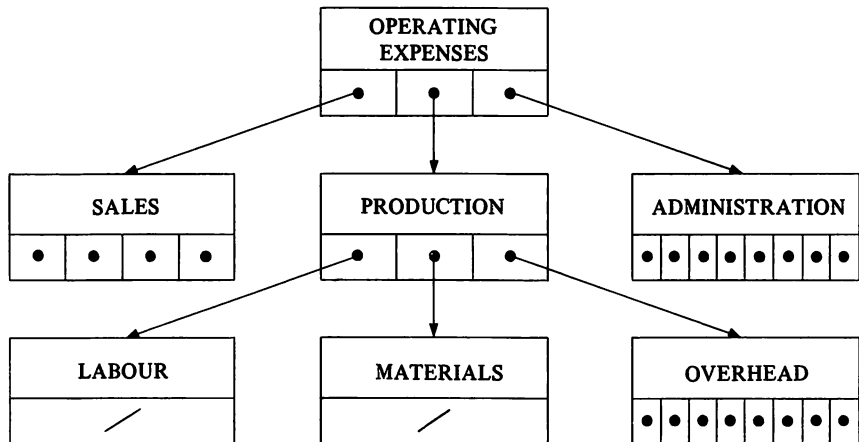 OPERATING
EXPENSES
SALES
PRODUCTION
ADMINISTRATION
LABOUR
MATERIALS
OVERHEAD